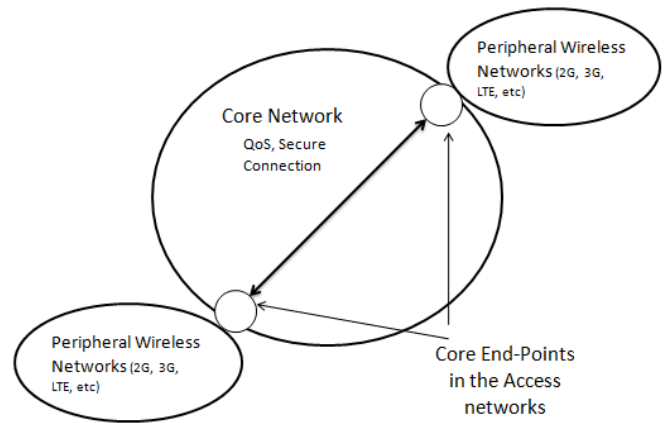 Peripheral Wireless
Networks (2G, 3G,
LTE, etc)
Core Network
QoS, Secure
Connection
Peripheral Wireless
Networks (2G, 3G,
LTE, etc)
Core End-Points
in the Access
networks